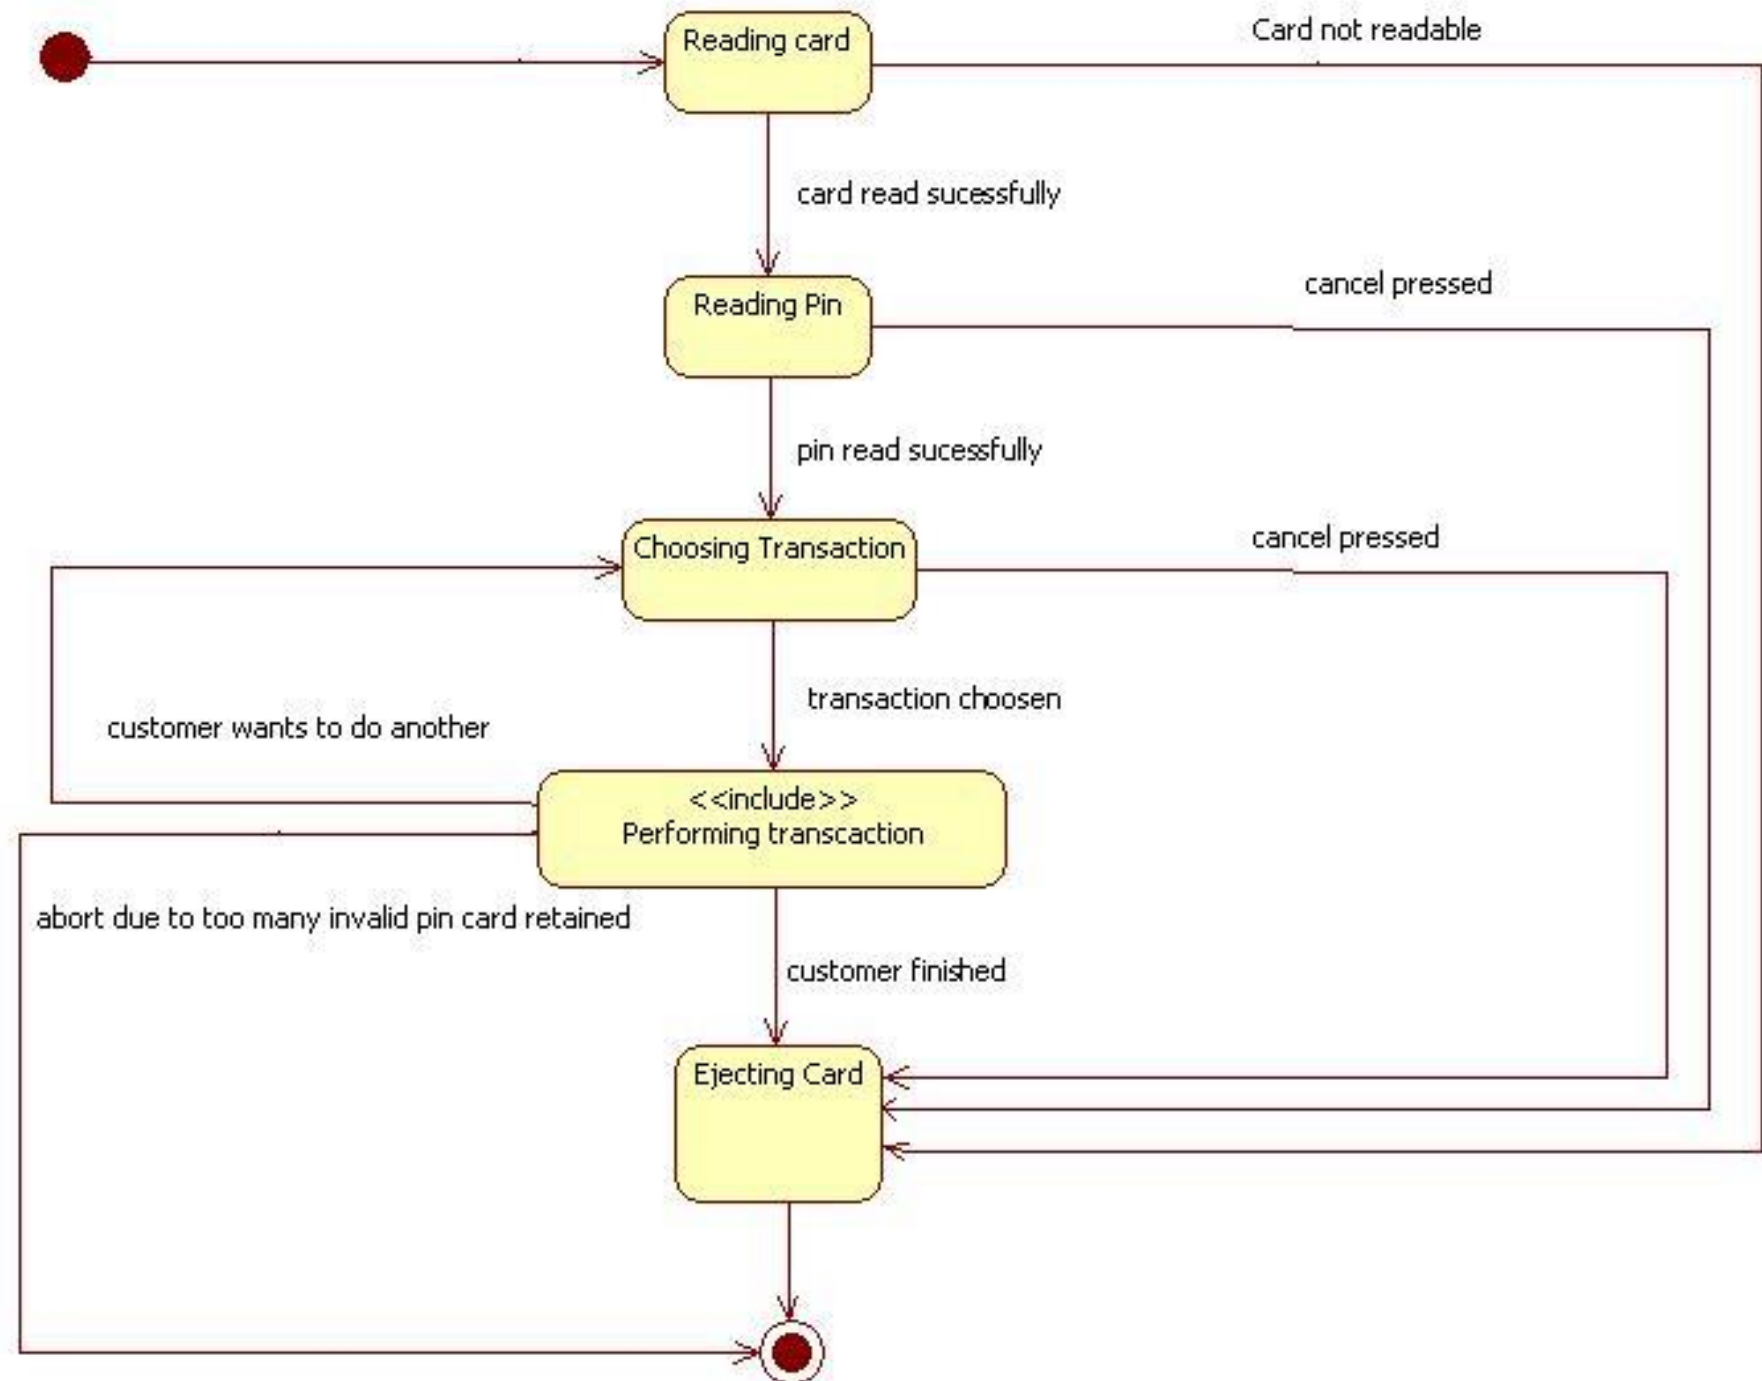 Reading card
Card not readable
card read sucessfully
Reading Pin
cancel pressed
pin read sucessfully
Choosing Transaction
cancel pressed
transaction choosen
customer wants to do another
<<include>>
Performing transcaction
abort due to too many invalid pin card retained
customer finished
Ejecting Card